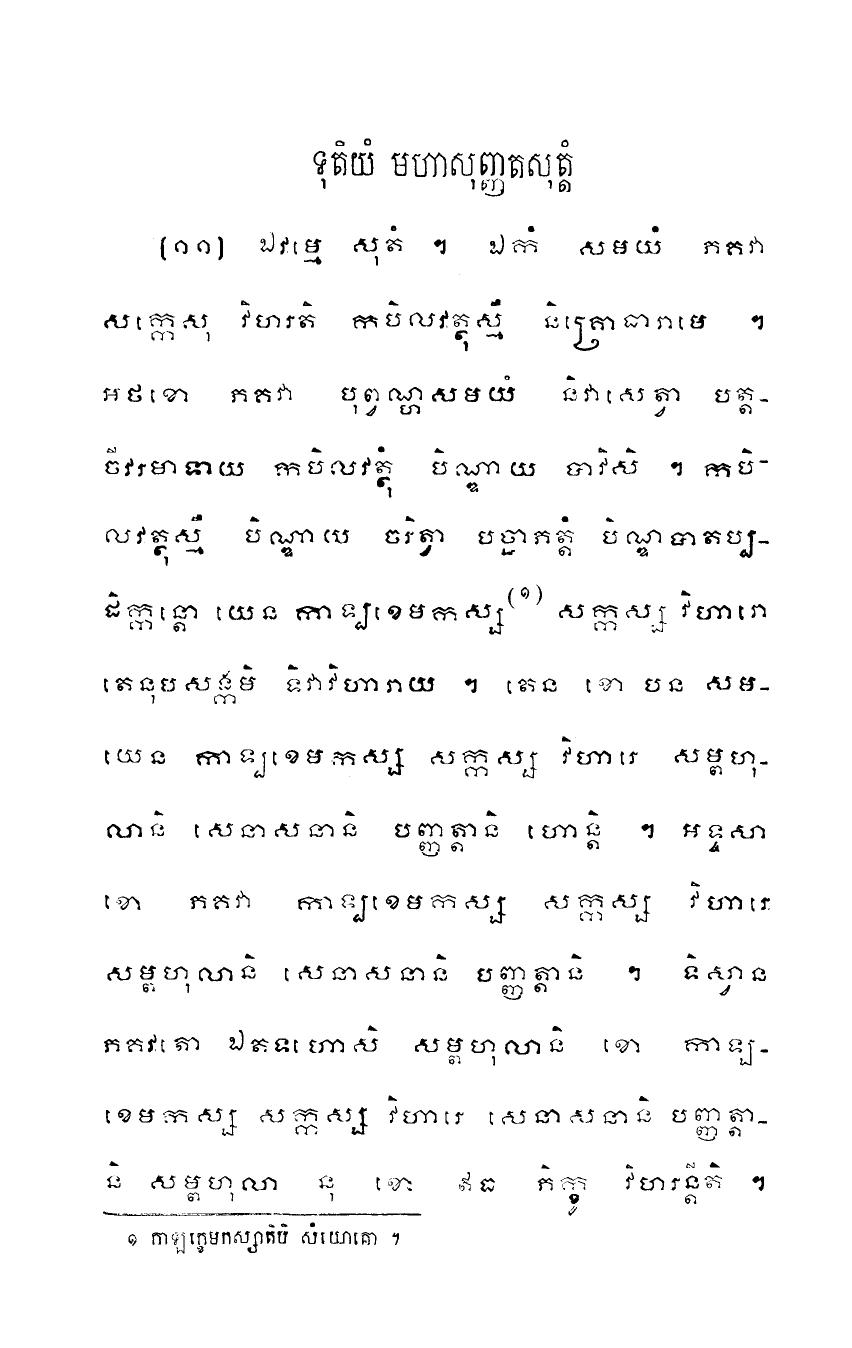 ទុតិយំ មហាសុញ្ញតសុត្តំ
(១១) ឯវម្មេ សុតំ ។ ឯកំ សមយំ ភគវា
សក្កេសុ វិហរតិ កបិលវត្ថុស្មឹ និគ្រោធារាមេ ។
អថខោ ភគវា បុព្វណ្ហសមយំ និវាសេត្វា បត្ត-
ចីវរមាទាយ កបិលវត្ថុំ បិណ្ឌាយ បាវិសិ ។ កបិ-
លវត្ថុស្មឹ បិណ្ឌាយ ចរិត្វា បច្ឆាភត្តំ បិណ្ឌបាតប្ប-
ដិក្កន្តោ យេន កាឡខេមកស្ស(១) សក្កស្ស វិហារោ
តេនុបសង្កមិ ទិវាវិហារាយ ។ តេន ខោ បន សម-
យេន កាឡខេមកស្ស សក្កស្ស វិហារេ សម្ពហុ-
លានិ សេនាសនានិ បញ្ញត្តានិ ហោន្តិ ។ អទ្ទសា
ខោ ភគវា កាឡខេមកស្ស សក្កស្ស វិហារេ
សម្ពហុលានិ សេនាសនានិ បញ្ញត្តានិ ។ ទិស្វាន
ភគវតោ ឯតទហោសិ សម្ពហុលានិ ខោ កាឡ-
ខេមកស្ស សក្កស្ស វិហារេ សេនាសនានិ បញ្ញត្តា-
និ សម្ពហុលា នុ ខោ ឥធ ភិក្ខូ វិហរន្តីតិ ។
១ កាឡក្ខេមកស្សាតិបិ សំយោគោ ។